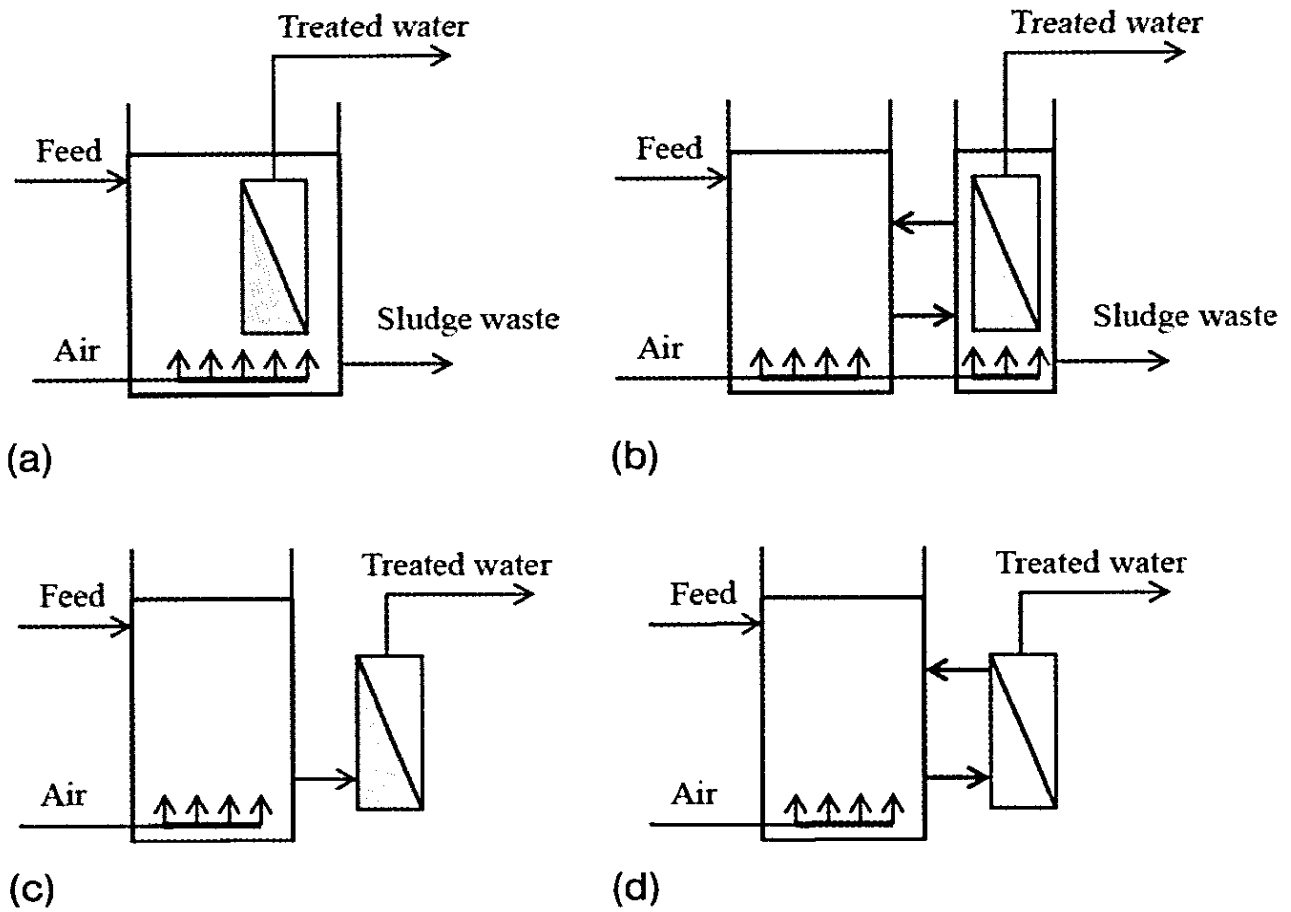 Treated water
Feed
Air
Sludge waste
(a)
Treated water
Feed
Air
Sludge waste
(b)
Treated water
Feed
Air
(c)
Treated water
Feed
Air
(d)